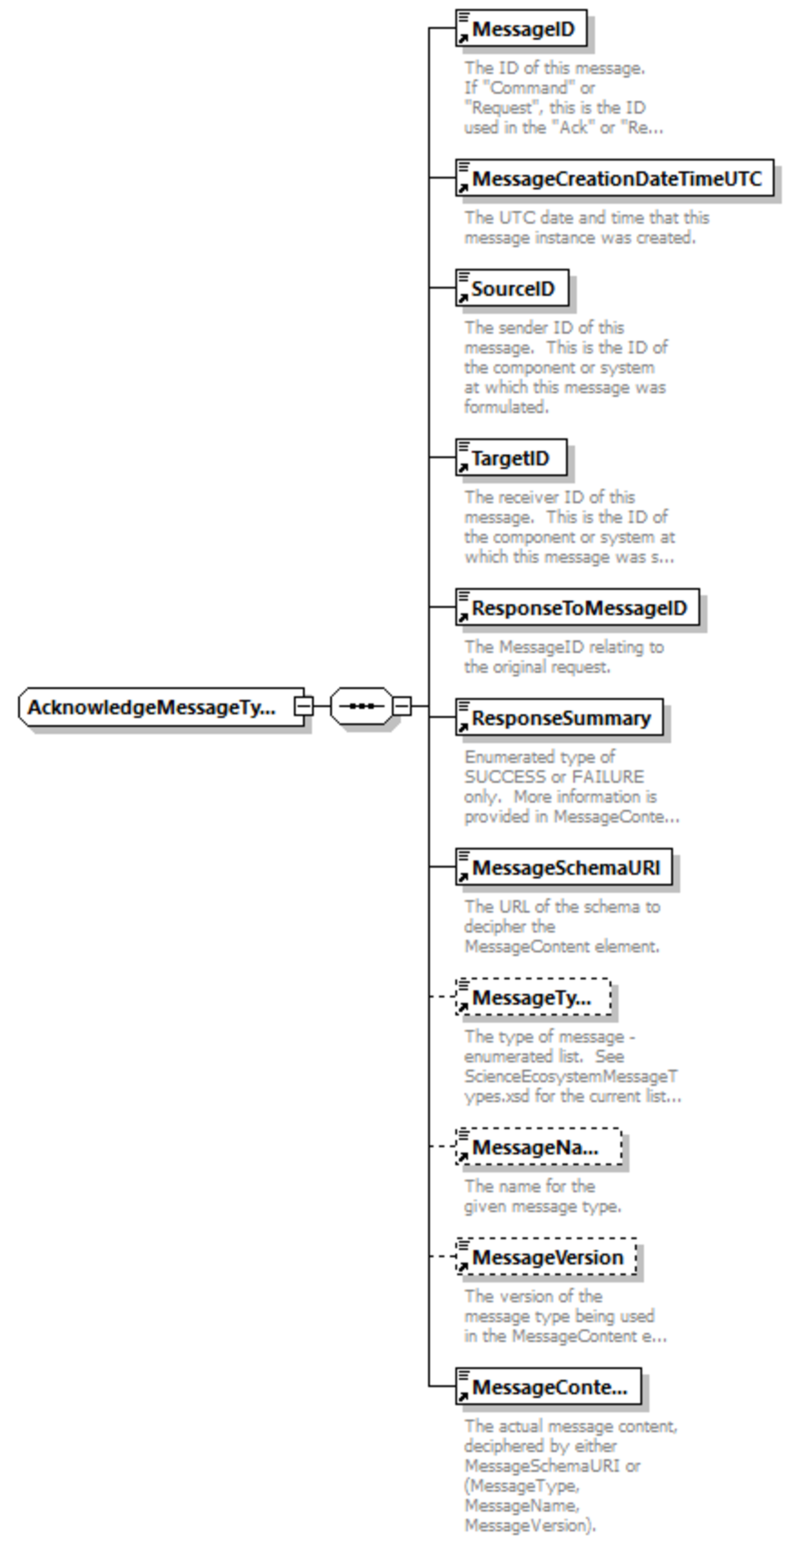 MessageID
The ID of this message.
If "Command" or
"Request", this is the ID
used in the "Ack" or "Re...
MessageCreationDateTimeUTC
The UTC date and time that this
message instance was created.
SourceID
The sender ID of this
message.  This is the ID of
the component or system
at which this message was
formulated.
TargetID
The receiver ID of this
message.  This is the ID of
the component or system at
which this message was s...
ResponseToMessageID
The MessageID relating to
the original request.
AcknowledgeMessageTy...
ResponseSummary
Enumerated type of
SUCCESS or FAILURE
only.  More information is
provided in MessageConte...
MessageSchemaURI
The URL of the schema to
decipher the
MessageContent element.
MessageTy...
The type of message -
enumerated list.  See
ScienceEcosystemMessageT
ypes.xsd for the current list...
MessageNa...
The name for the
given message type.
MessageVersion
The version of the
message type being used
in the MessageContent e...
MessageConte...
The actual message content,
deciphered by either
MessageSchemaURI or
(MessageType,
MessageName,
MessageVersion).